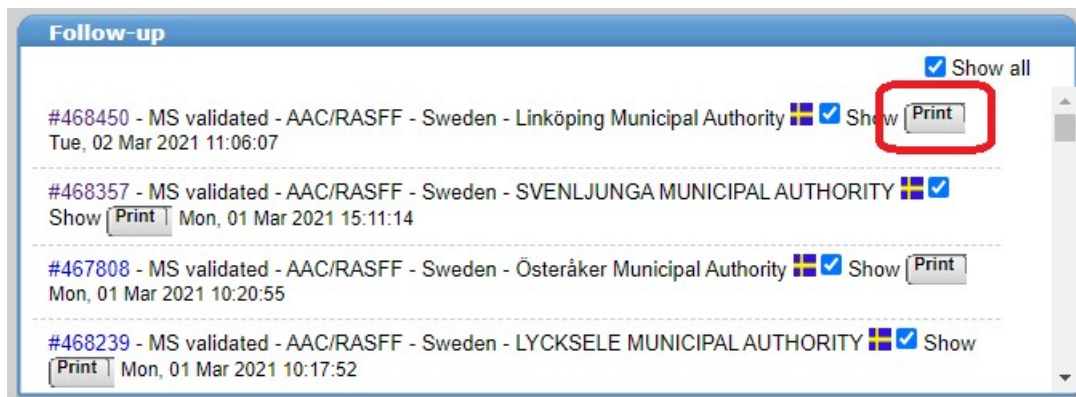 Follow-up
Show all
#468450 - MS validated - AAC/RASFF - Sweden - Linköping Municipal Authority Show Print
Tue, 02 Mar 2021 11:06:07
#468357 - MS validated - AAC/RASFF - Sweden - SVENLJUNGA MUNICIPAL AUTHORITY
Show Print Mon, 01 Mar 2021 15:11:14
#467808 - MS validated - AAC/RASFF - Sweden - Österåker Municipal Authority Show Print
Mon, 01 Mar 2021 10:20:55
#468239 - MS validated - AAC/RASFF - Sweden - LYCKSELE MUNICIPAL AUTHORITY Show
Print Mon, 01 Mar 2021 10:17:52